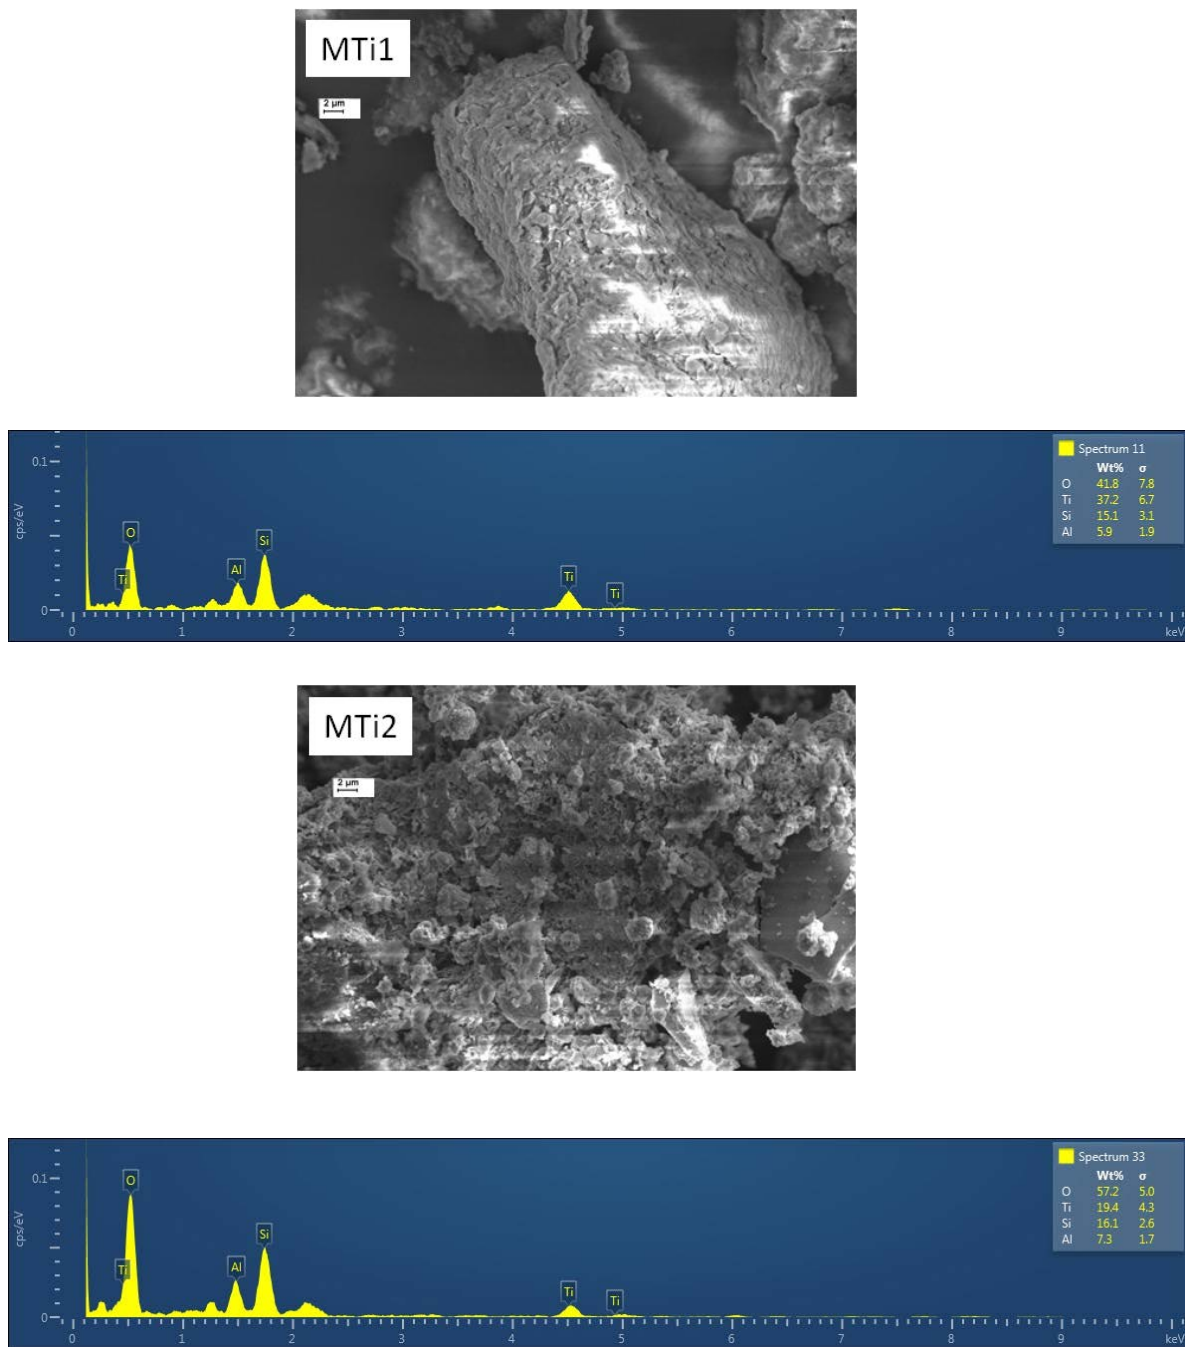 MTi1
2 µm
0.1
cps/eV
0
O
Ti
Al
Si
Ti
Ti
0 1 2 3 4 5 6 7 8 9 keV
Spectrum 11
Wt% σ
O 41.8 7.8
Ti 37.2 6.7
Si 15.1 3.1
Al 5.9 1.9
MTi2
2 µm
0.1
cps/eV
0
O
Ti
Al
Si
Ti
Ti
0 1 2 3 4 5 6 7 8 9 keV
Spectrum 33
Wt% σ
O 57.2 5.0
Ti 19.4 4.3
Si 16.1 2.6
Al 7.3 1.7